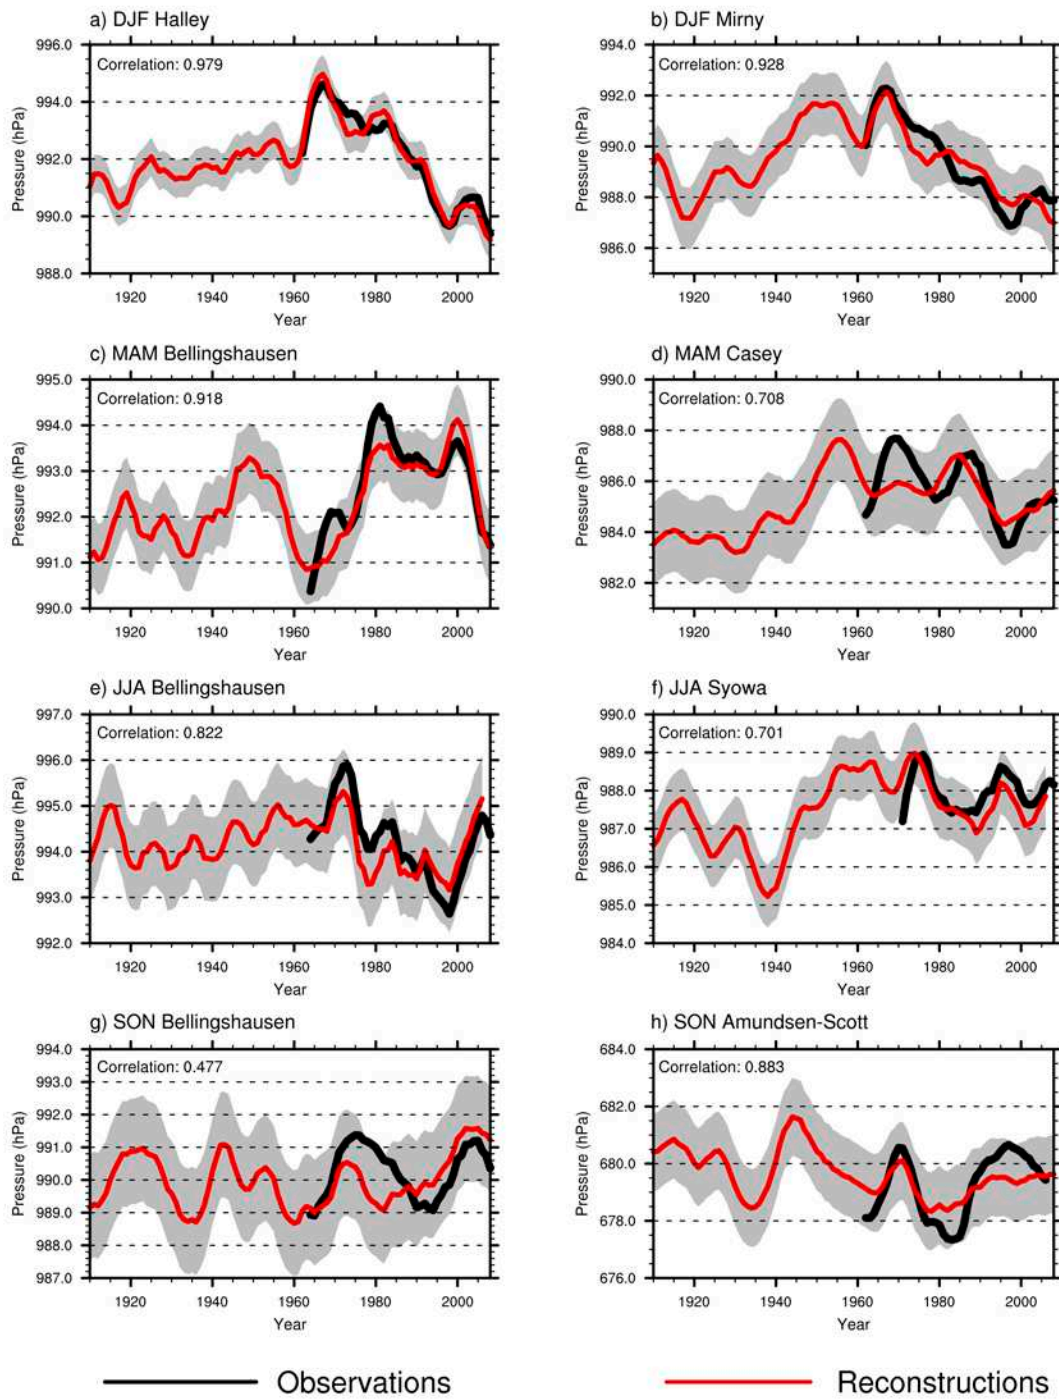 a) DJF Halley
Correlation: 0.979
996.0
994.0
992.0
990.0
988.0
Pressure (hPa)
1920 1940 1960 1980 2000
Year
b) DJF Mirny
Correlation: 0.928
994.0
992.0
990.0
988.0
986.0
Pressure (hPa)
1920 1940 1960 1980 2000
Year
c) MAM Bellingshausen
Correlation: 0.918
995.0
994.0
993.0
992.0
991.0
990.0
Pressure (hPa)
1920 1940 1960 1980 2000
Year
d) MAM Casey
Correlation: 0.708
990.0
988.0
986.0
984.0
982.0
Pressure (hPa)
1920 1940 1960 1980 2000
Year
e) JJA Bellingshausen
Correlation: 0.822
997.0
996.0
995.0
994.0
993.0
992.0
Pressure (hPa)
1920 1940 1960 1980 2000
Year
f) JJA Syowa
Correlation: 0.701
990.0
989.0
988.0
987.0
986.0
985.0
984.0
Pressure (hPa)
1920 1940 1960 1980 2000
Year
g) SON Bellingshausen
Correlation: 0.477
994.0
993.0
992.0
991.0
990.0
989.0
988.0
987.0
Pressure (hPa)
1920 1940 1960 1980 2000
Year
h) SON Amundsen-Scott
Correlation: 0.883
684.0
682.0
680.0
678.0
676.0
Pressure (hPa)
1920 1940 1960 1980 2000
Year
Observations
Reconstructions